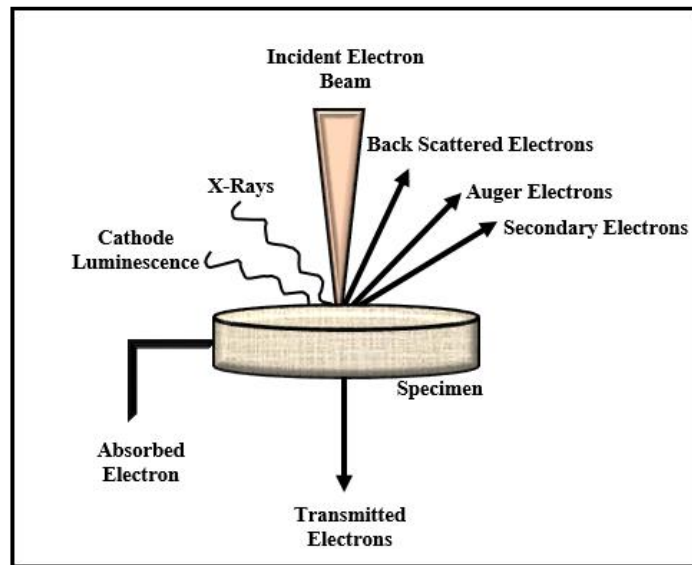 Incident Electron
Beam
Back Scattered Electrons
X-Rays
Auger Electrons
Secondary Electrons
Cathode
Luminescence
Specimen
Absorbed
Electron
Transmitted
Electrons